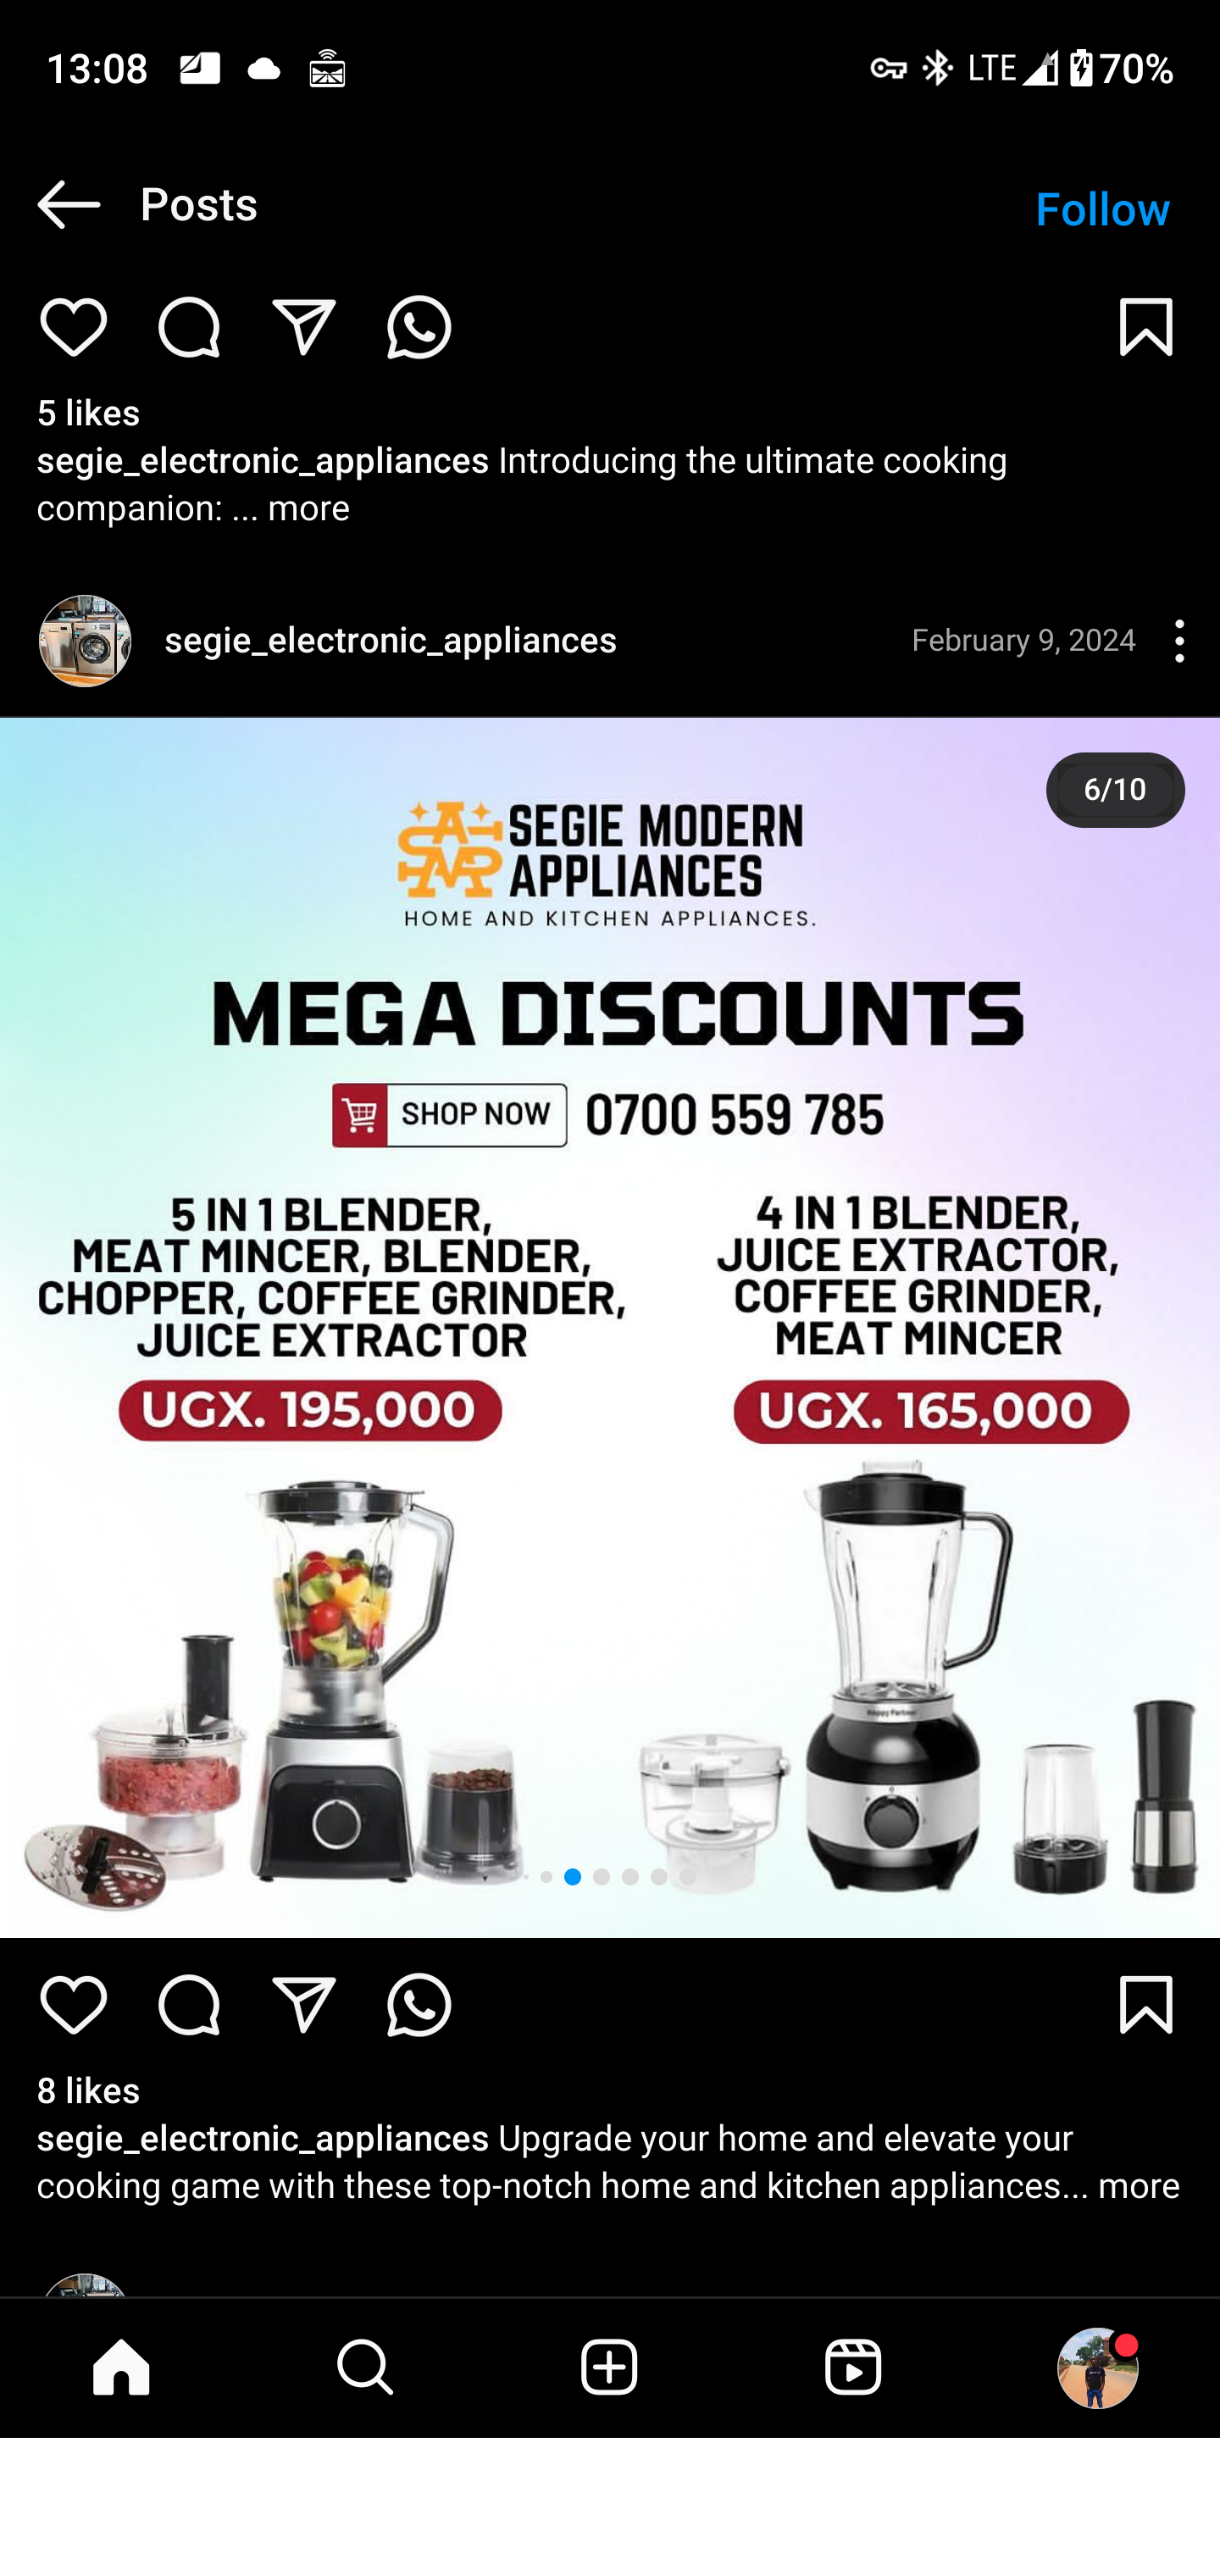 13:08
LTE 70%
Posts
Follow
5 likes
segie_electronic_appliances Introducing the ultimate cooking
companion: ... more
segie_electronic_appliances
February 9, 2024
6/10
SEGIE MODERN
APPLIANCES
HOME AND KITCHEN APPLIANCES.
MEGA DISCOUNTS
SHOP NOW 0700 559 785
5 IN 1 BLENDER,
MEAT MINCER, BLENDER,
CHOPPER, COFFEE GRINDER,
JUICE EXTRACTOR
UGX. 195,000
4 IN 1 BLENDER,
JUICE EXTRACTOR,
COFFEE GRINDER,
MEAT MINCER
UGX. 165,000
Happy Partner
8 likes
segie_electronic_appliances Upgrade your home and elevate your
cooking game with these top-notch home and kitchen appliances... more